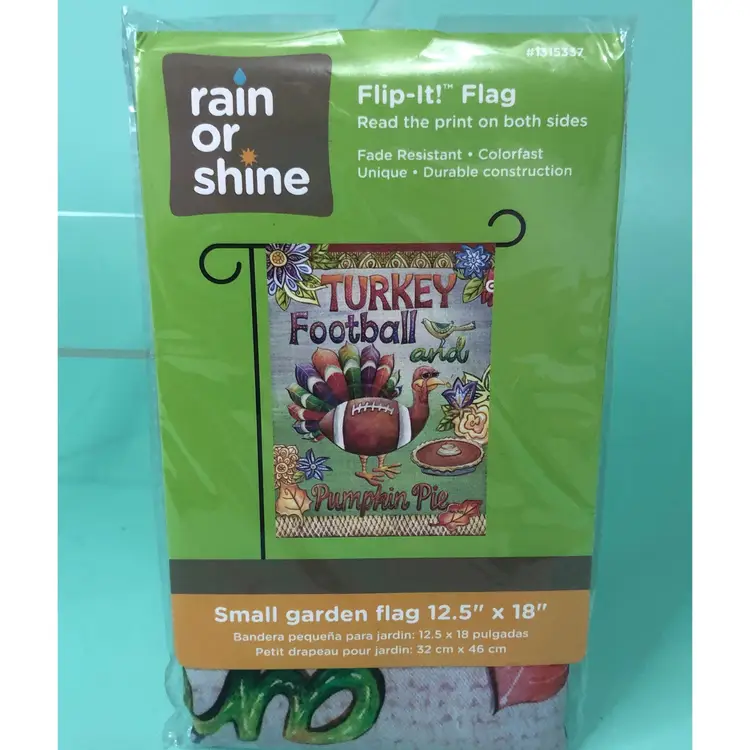 #1315357
rain
or
shine
Flip-It!™ Flag
Read the print on both sides
Fade Resistant • Colorfast
Unique • Durable construction
TURKEY
Football
and
Pumpkin Pie
Small garden flag 12.5" x 18"
Bandera pequeña para jardin: 12.5 x 18 pulgadas
Petit drapeau pour jardin: 32 cm x 46 cm